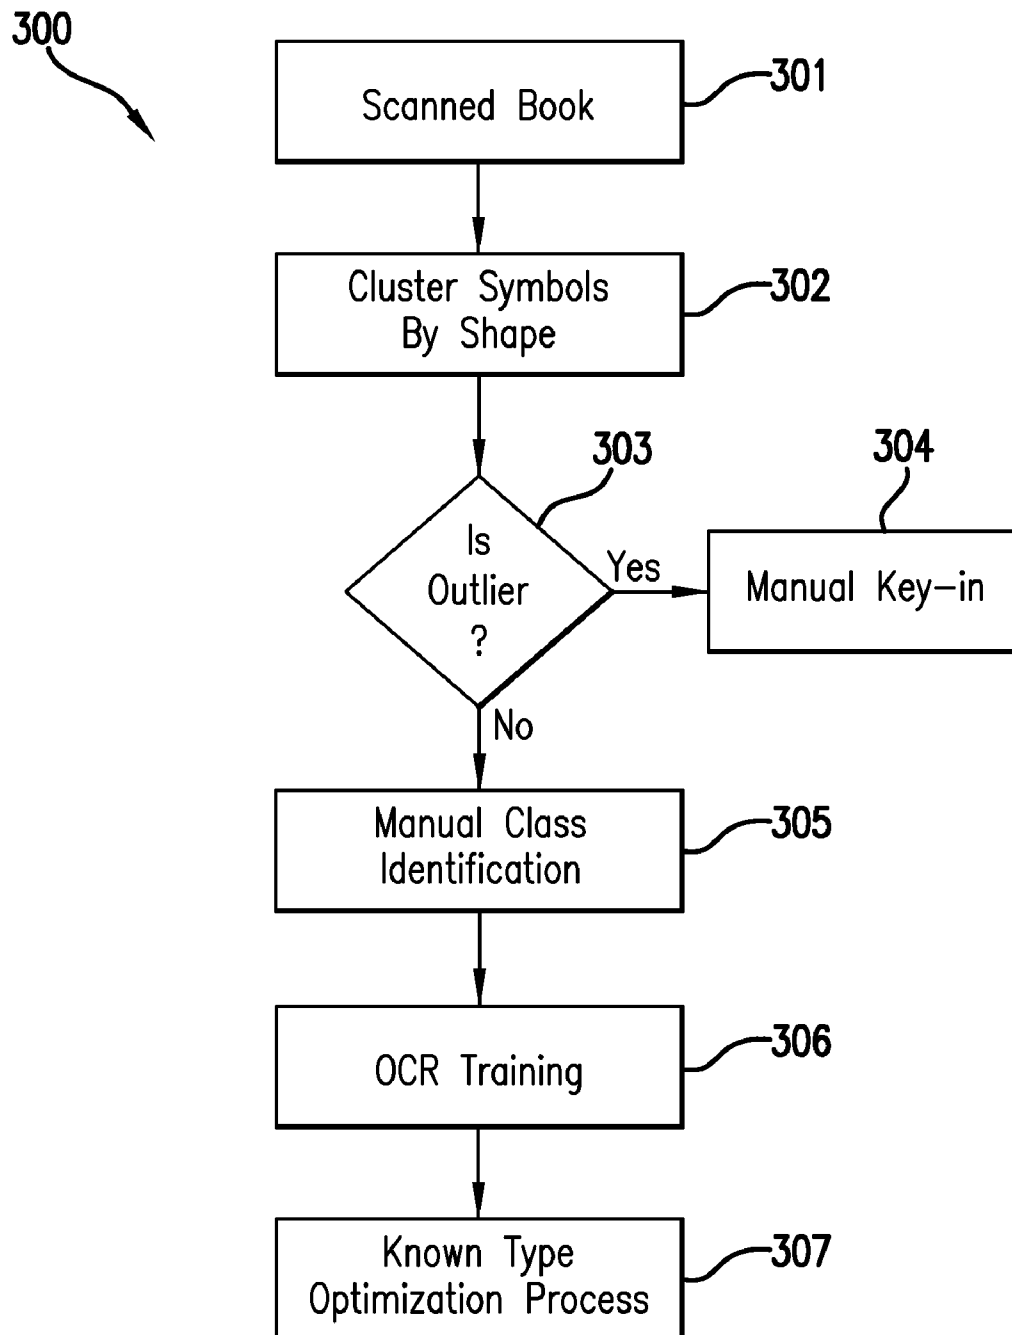 300
301
Scanned Book
302
Cluster Symbols
By Shape
303
304
Is
Outlier
?
Yes
Manual Key-in
No
305
Manual Class
Identification
306
OCR Training
307
Known Type
Optimization Process